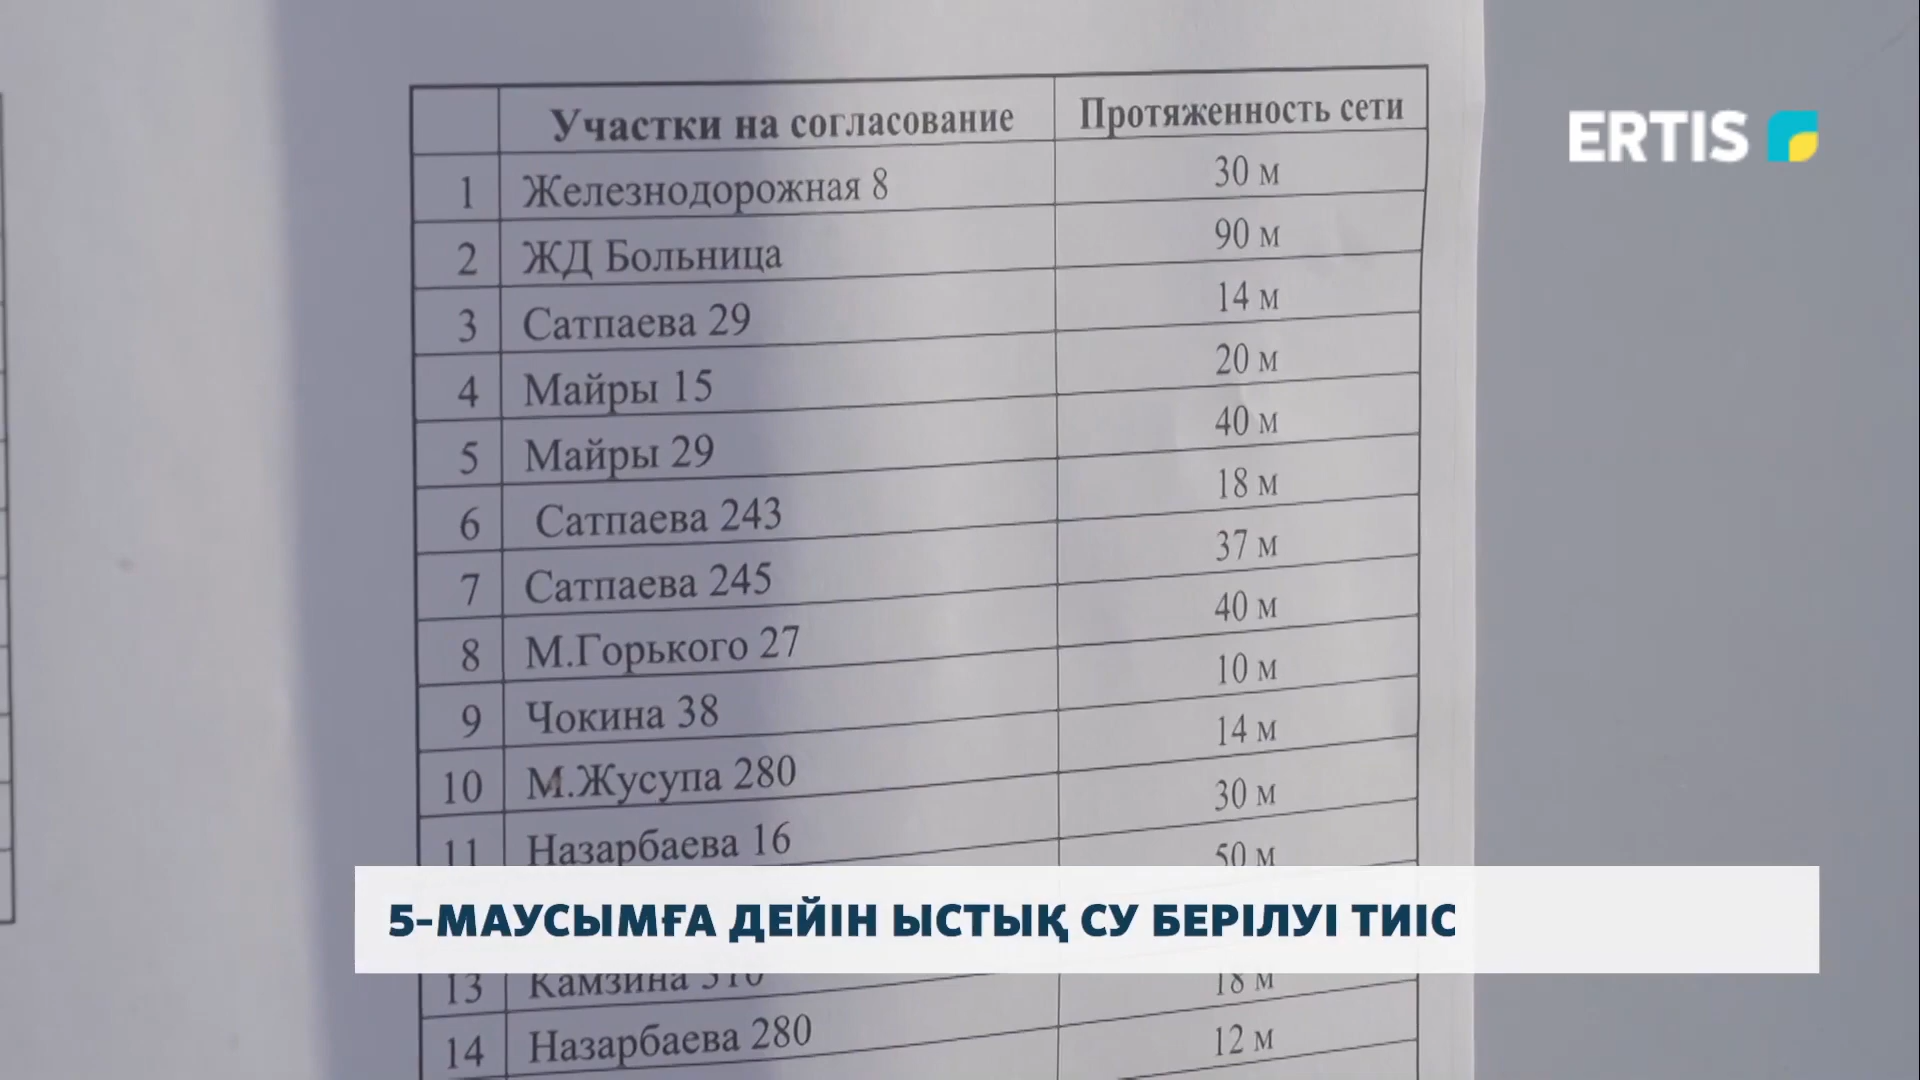 ERTIS
Участки на согласование Протяженность сети
1 Железнодорожная 8 30 м
2 ЖД Больница 90 м
3 Сатпаева 29 14 м
4 Майры 15 20 м
5 Майры 29 40 м
6 Сатпаева 243 18 м
7 Сатпаева 245 37 м
8 М.Горького 27 40 м
9 Чокина 38 10 м
10 М.Жусупа 280 14 м
11 Назарбаева 16 30 м
50 м
5-МАУСЫМҒА ДЕЙІН ЫСТЫҚ СУ БЕРІЛУІ ТИІС
13 Камзина
14 Назарбаева 280 18 м
12 м